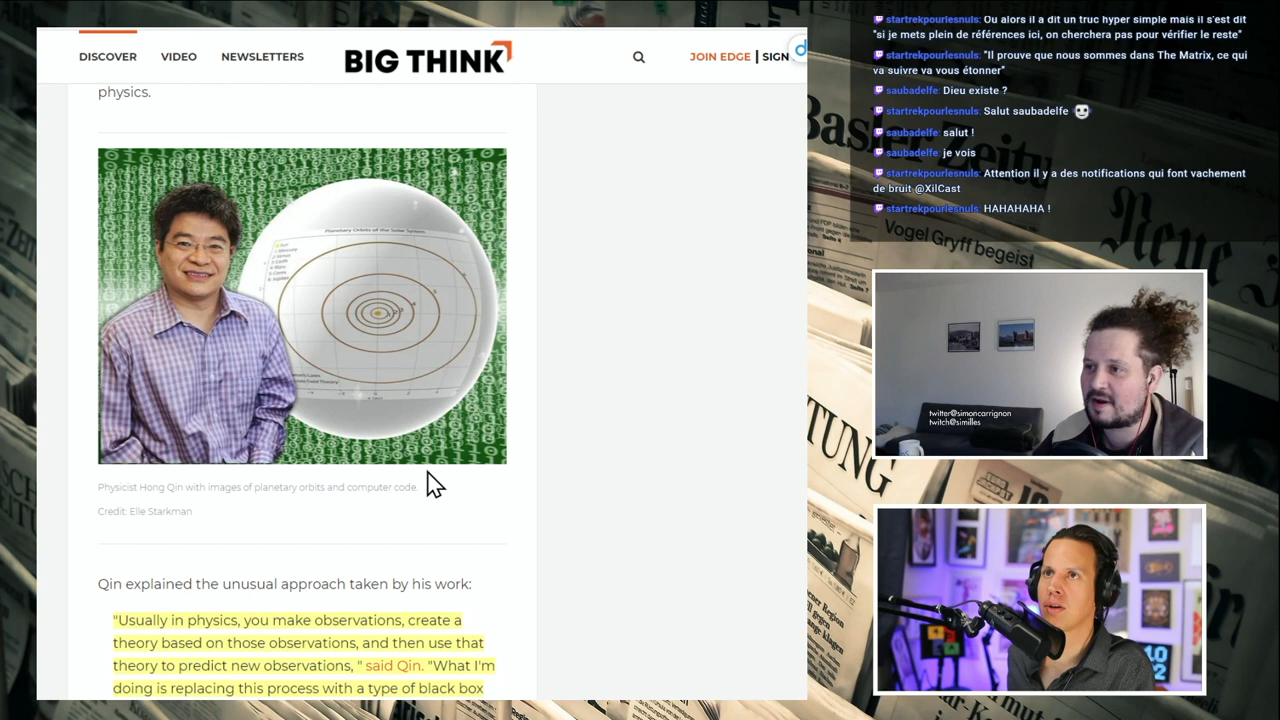 DISCOVER VIDEO NEWSLETTERS BIG THINK JOIN EDGE | SIGN
physics.
Planetary Orbits of the Solar System
Physicist Hong Qin with images of planetary orbits and computer code.
Credit: Elle Starkman
Qin explained the unusual approach taken by his work:
"Usually in physics, you make observations, create a
theory based on those observations, and then use that
theory to predict new observations, " said Qin. "What I'm
doing is replacing this process with a type of black box
startrekpourlesnuls: Ou alors il a dit un truc hyper simple mais il s'est dit
"si je mets plein de références ici, on cherchera pas pour vérifier le reste"
startrekpourlesnuls: "Il prouve que nous sommes dans The Matrix, ce qui
va suivre va vous étonner"
saubadelfe: Dieu existe ?
startrekpourlesnuls: Salut saubadelfe
saubadelfe: salut !
saubadelfe: je vois
startrekpourlesnuls: Attention il y a des notifications qui font vachement
de bruit @XilCast
startrekpourlesnuls: HAHAHAHA !
Basler Zeitu
Vogel Gryff begeist
Neue
twitter@simoncarrignon
twitch@similles
TUNG